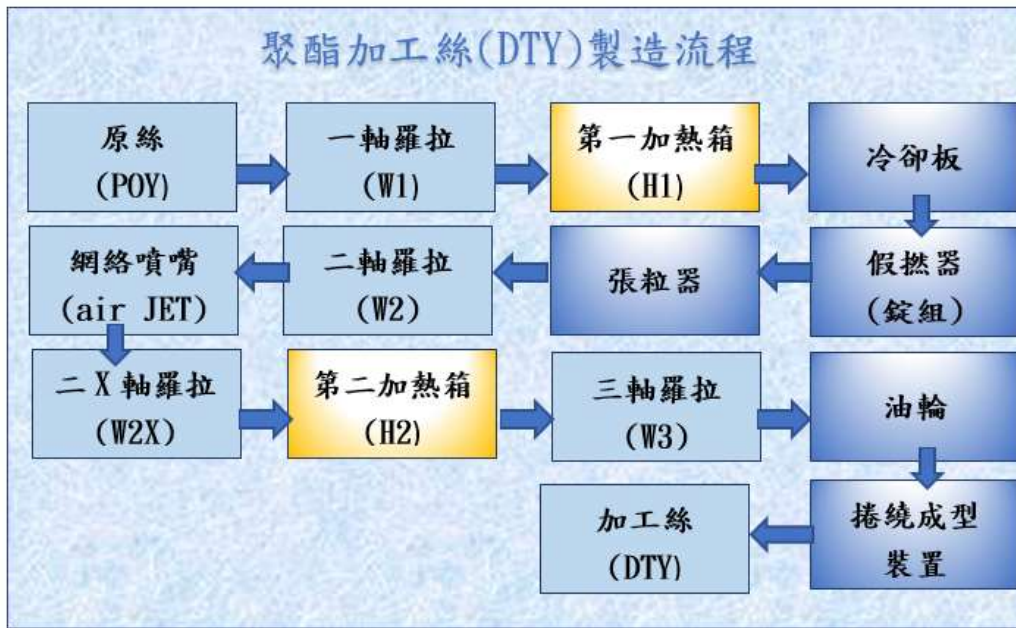 聚酯加工絲(DTY)製造流程
原絲
(POY)
一軸羅拉
(W1)
第一加熱箱
(H1)
冷卻板
網絡噴嘴
(air JET)
二軸羅拉
(W2)
張粒器
假撚器
(錠組)
二 X 軸羅拉
(W2X)
第二加熱箱
(H2)
三軸羅拉
(W3)
油輪
加工絲
(DTY)
捲繞成型
裝置